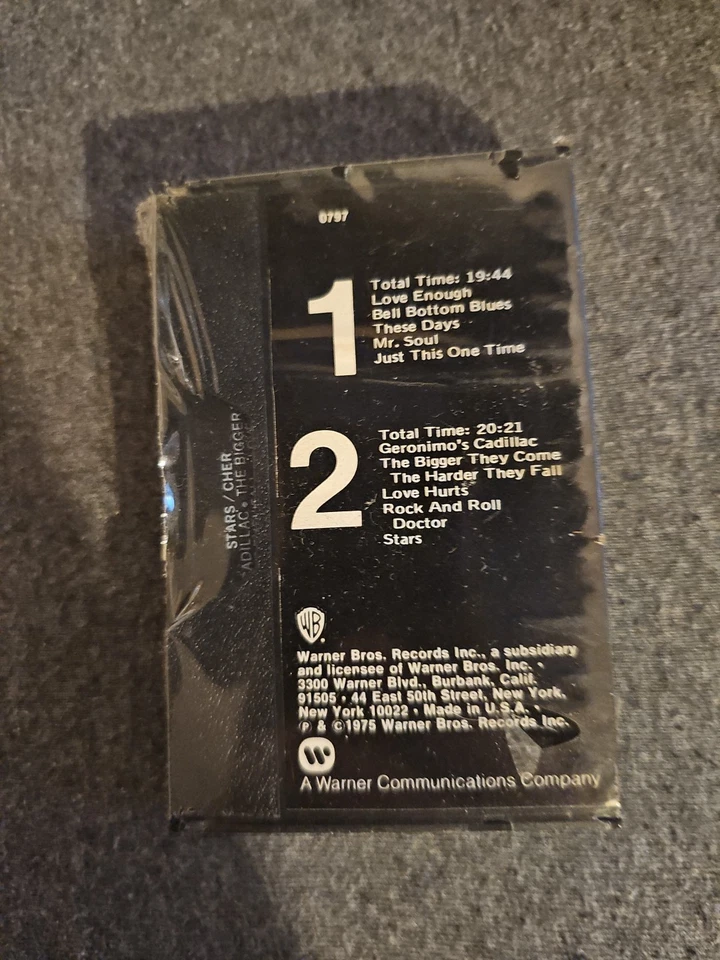 0797
1
Total Time: 19:44
Love Enough
Bell Bottom Blues
These Days
Mr. Soul
Just This One Time
2
Total Time: 20:21
Geronimo's Cadillac
The Bigger They Come
The Harder They Fall
Love Hurts
Rock And Roll
Doctor
Stars
STARS / CHER
ADILLAC • THE BIGGER
WB
Warner Bros. Records Inc., a subsidiary
and licensee of Warner Bros. Inc. •
3300 Warner Blvd., Burbank, Calif.
91505 • 44 East 50th Street, New York,
New York 10022 • Made in U.S.A. •
℗ & ©1975 Warner Bros. Records Inc.
A Warner Communications Company